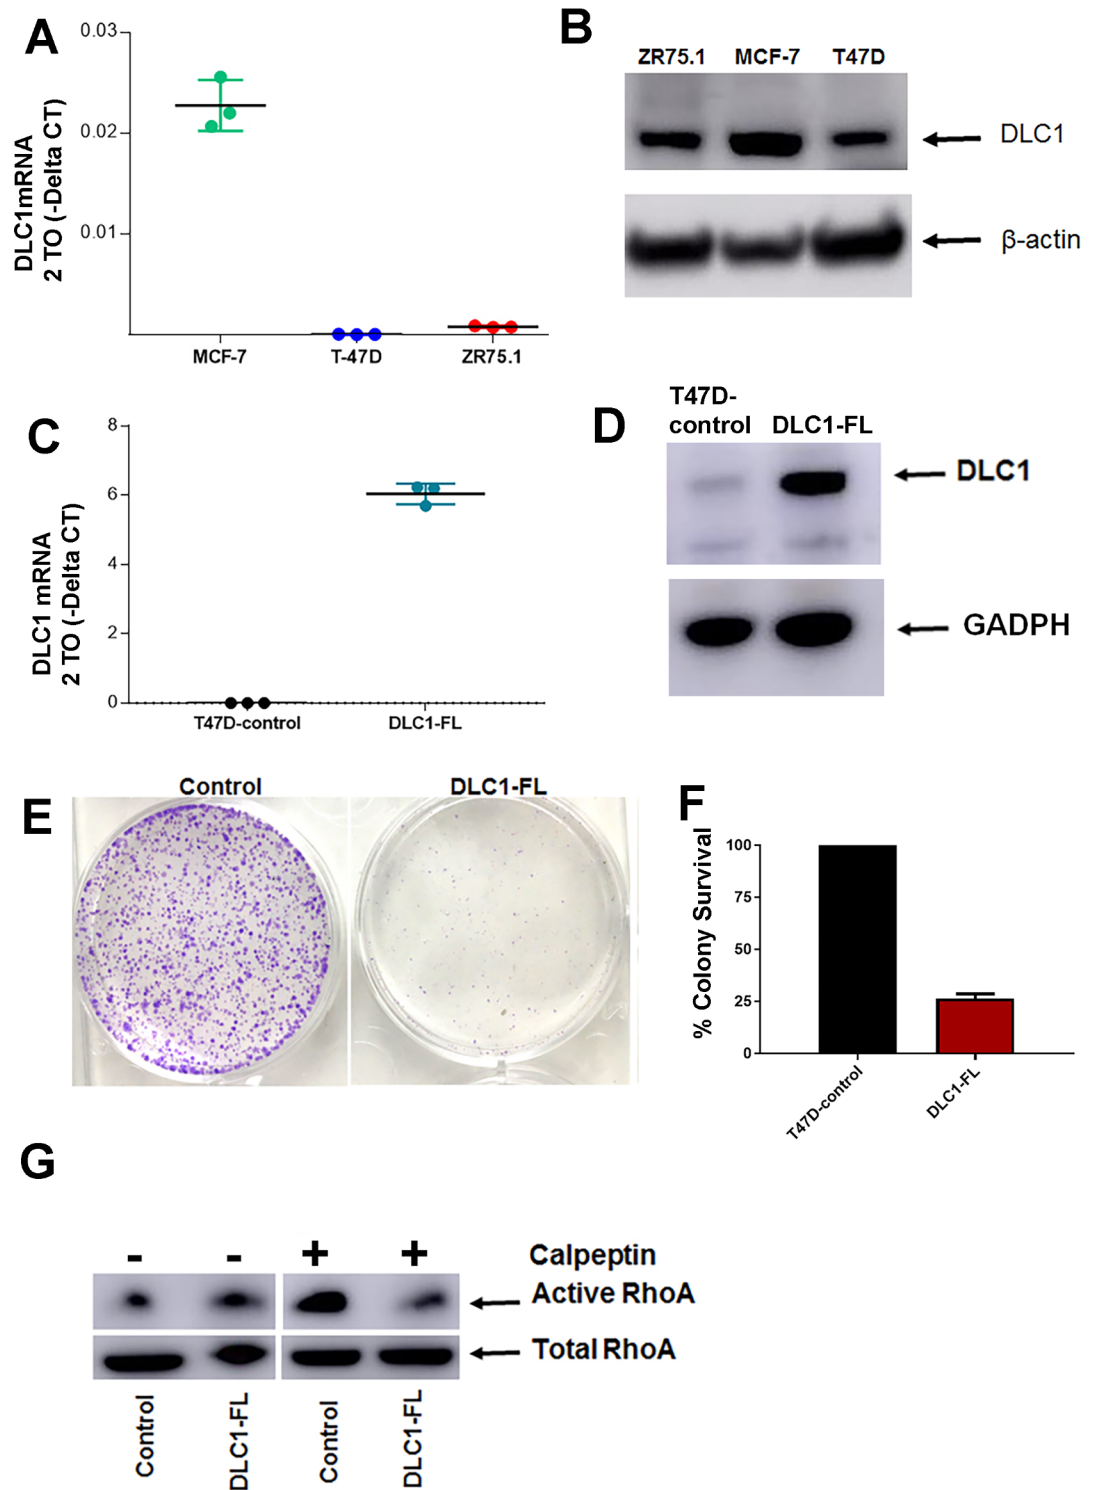 A
DLC1mRNA
2 TO (-Delta CT)
0.03
0.02
0.01
MCF-7
T-47D
ZR75.1
B
ZR75.1
MCF-7
T47D
DLC1
β-actin
C
DLC1 mRNA
2 TO (-Delta CT)
8
6
4
2
0
T47D-control
DLC1-FL
D
T47D-
control
DLC1-FL
DLC1
GADPH
E
Control
DLC1-FL
F
% Colony Survival
100
75
50
25
0
T47D-control
DLC1-FL
G
-
-
+
+
Calpeptin
Active RhoA
Total RhoA
Control
DLC1-FL
Control
DLC1-FL